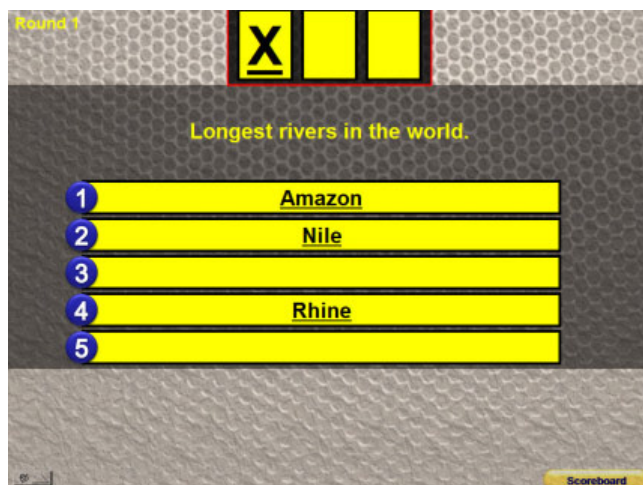 Round 1
X
Longest rivers in the world.
1 Amazon
2 Nile
3
4 Rhine
5
Scoreboard